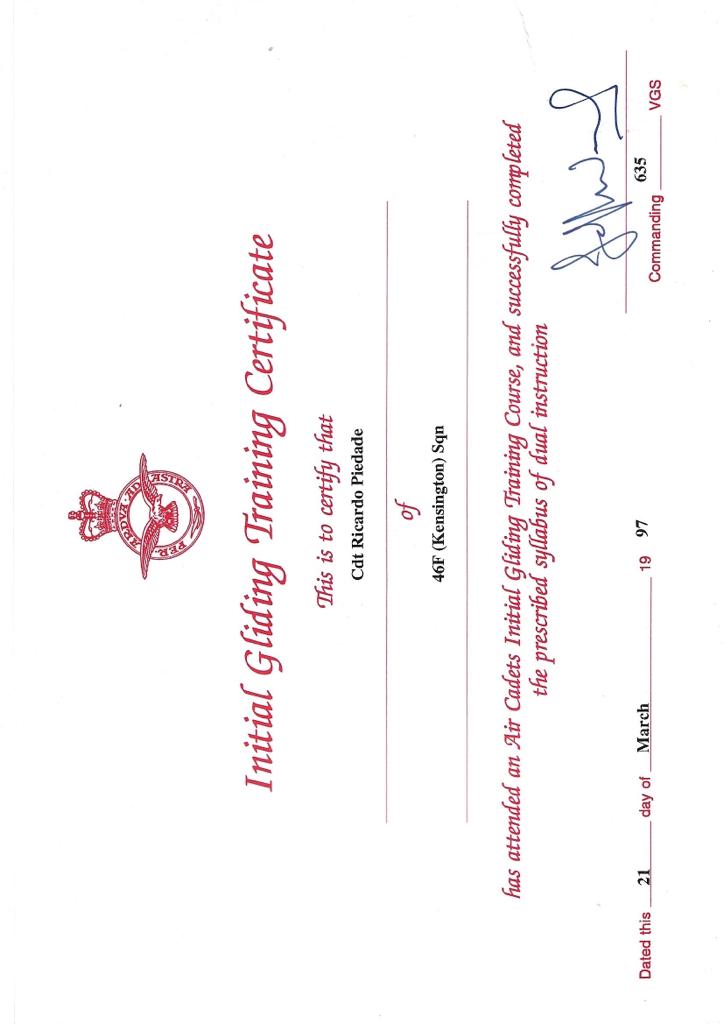 PER · ARDVA · AD · ASTRA
Initial Gliding Training Certificate
This is to certify that
Cdt Ricardo Piedade
of
46F (Kensington) Sqn
has attended an Air Cadets Initial Gliding Training Course, and successfully completed
the prescribed syllabus of dual instruction
Dated this 21 day of March 19 97
Commanding 635 VGS